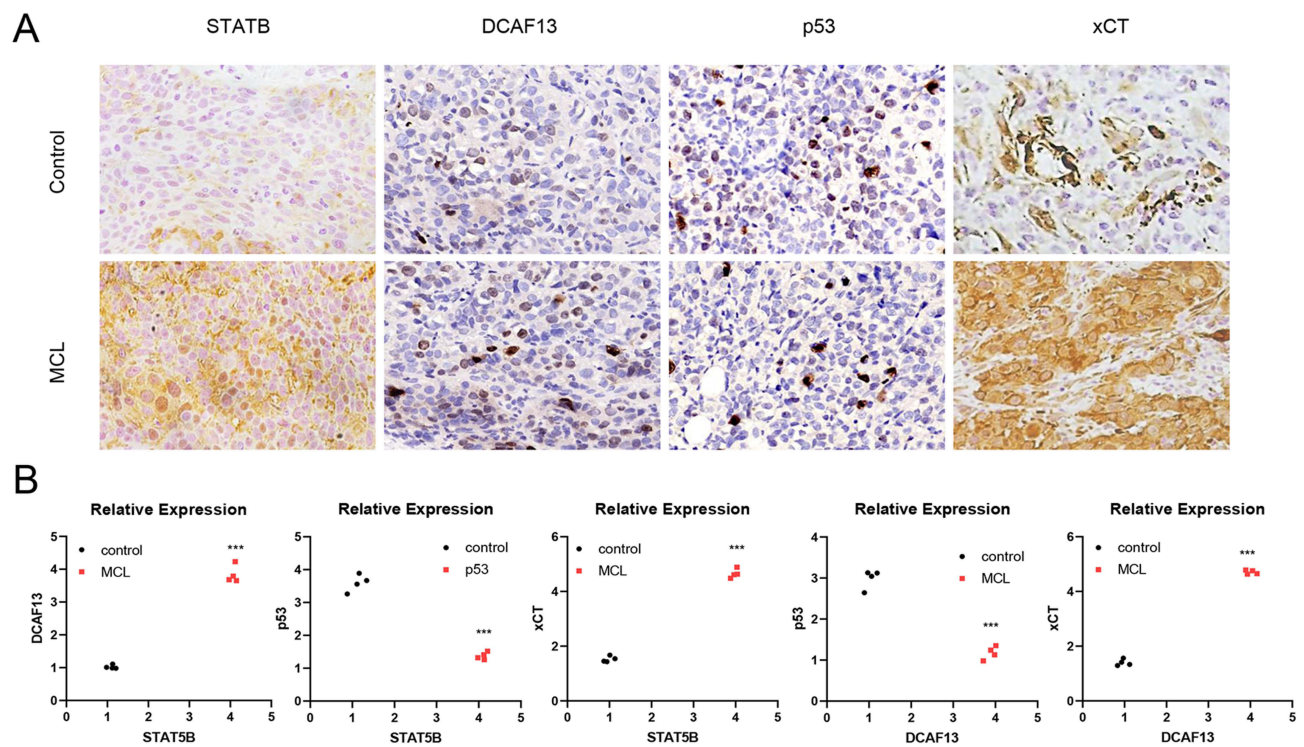 A
STATB DCAF13 p53 xCT
Control
MCL
B
Relative Expression
control
MCL
***
DCAF13
5
4
3
2
1
0
0 1 2 3 4 5
STAT5B
Relative Expression
control
p53
***
p53
5
4
3
2
1
0
0 1 2 3 4 5
STAT5B
Relative Expression
control
MCL
***
xCT
6
4
2
0
0 1 2 3 4 5
STAT5B
Relative Expression
control
MCL
***
p53
4
3
2
1
0
0 1 2 3 4 5
DCAF13
Relative Expression
control
MCL
***
xCT
6
4
2
0
0 1 2 3 4 5
DCAF13